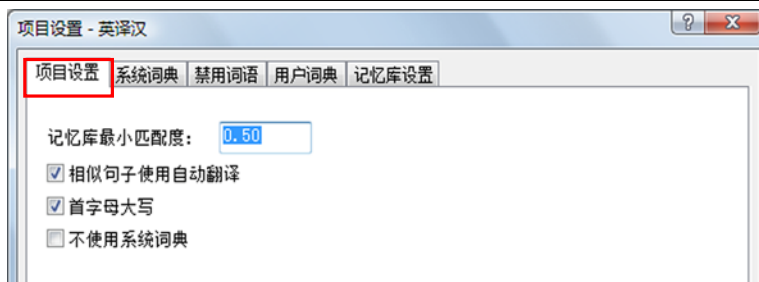 项目设置 - 英译汉
项目设置 系统词典 禁用词语 用户词典 记忆库设置
记忆库最小匹配度： 0.50
相似句子使用自动翻译
首字母大写
不使用系统词典